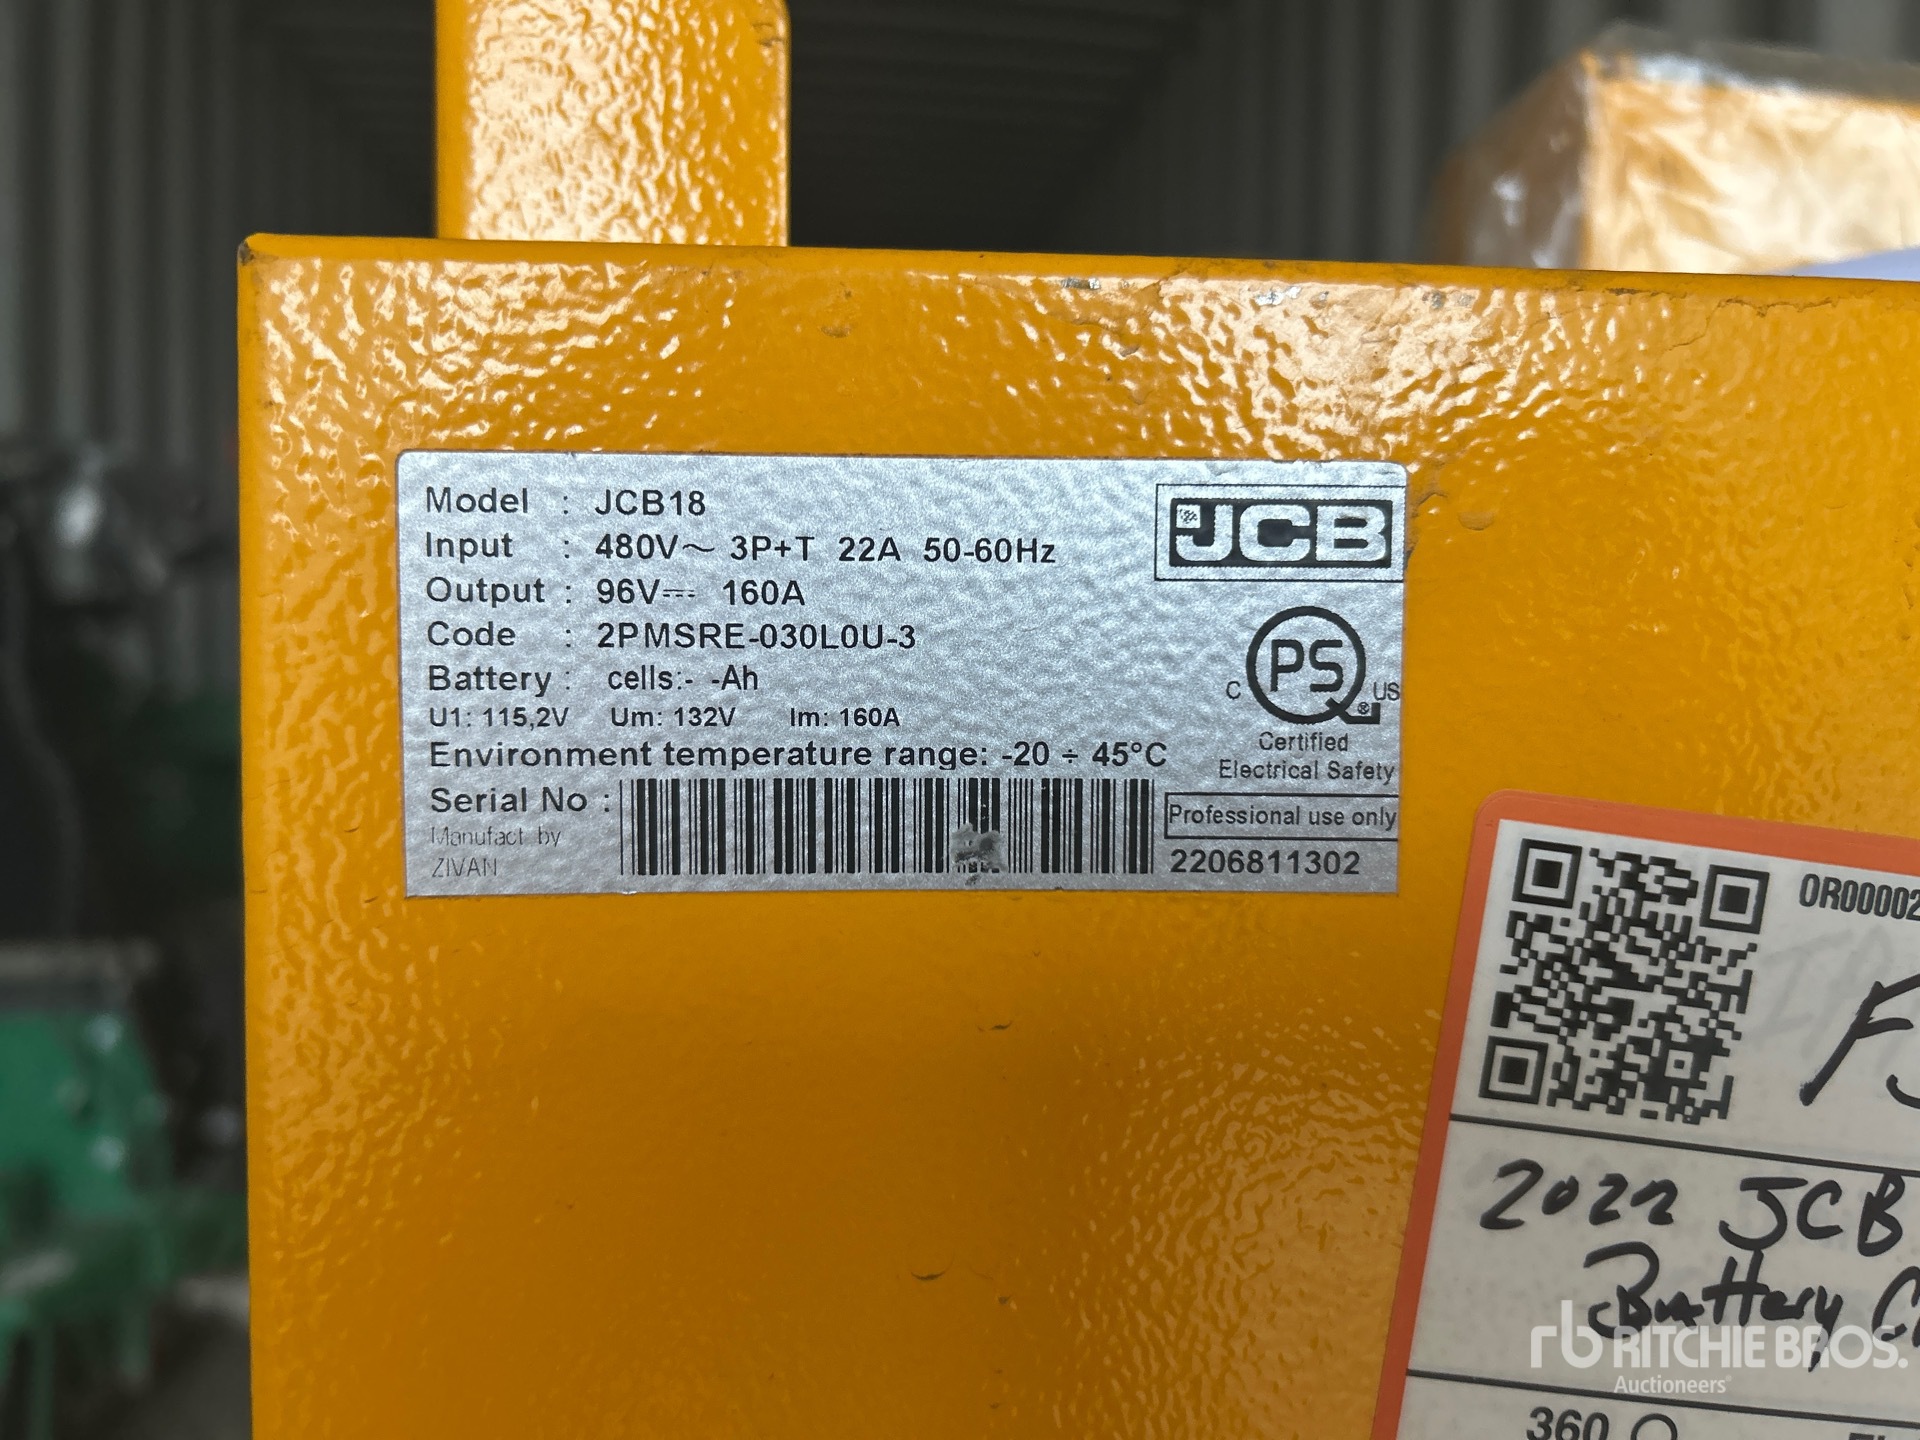 Model : JCB18
Input : 480V~ 3P+T 22A 50-60Hz
Output : 96V⎓ 160A
Code : 2PMSRE-030L0U-3
Battery : cells:- -Ah
U1: 115,2V Um: 132V Im: 160A
Environment temperature range: -20 ÷ 45°C
Serial No :
Manufact by
ZIVAN
JCB
C PS ® US
Certified
Electrical Safety
Professional use only
2206811302
2022 JCB
Battery
360
rb RITCHIE BROS.
Auctioneers